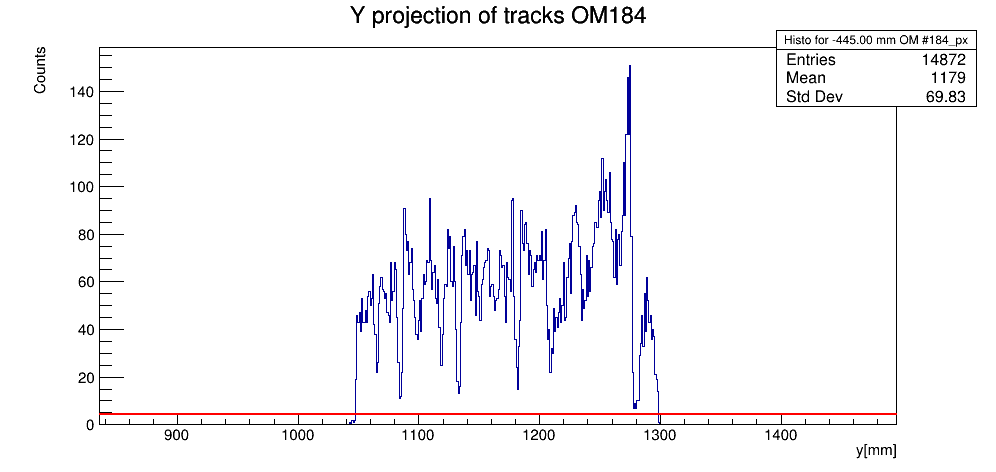 Y projection of tracks OM184
Histo for -445.00 mm OM #184_px
Entries 14872
Mean 1179
Std Dev 69.83
Counts
140
120
100
80
60
40
20
0
900 1000 1100 1200 1300 1400
y[mm]